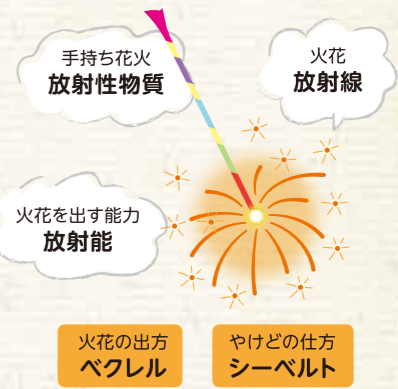 手持ち花火
放射性物質
火花
放射線
火花を出す能力
放射能
火花の出方
ベクレル
やけどの仕方
シーベルト